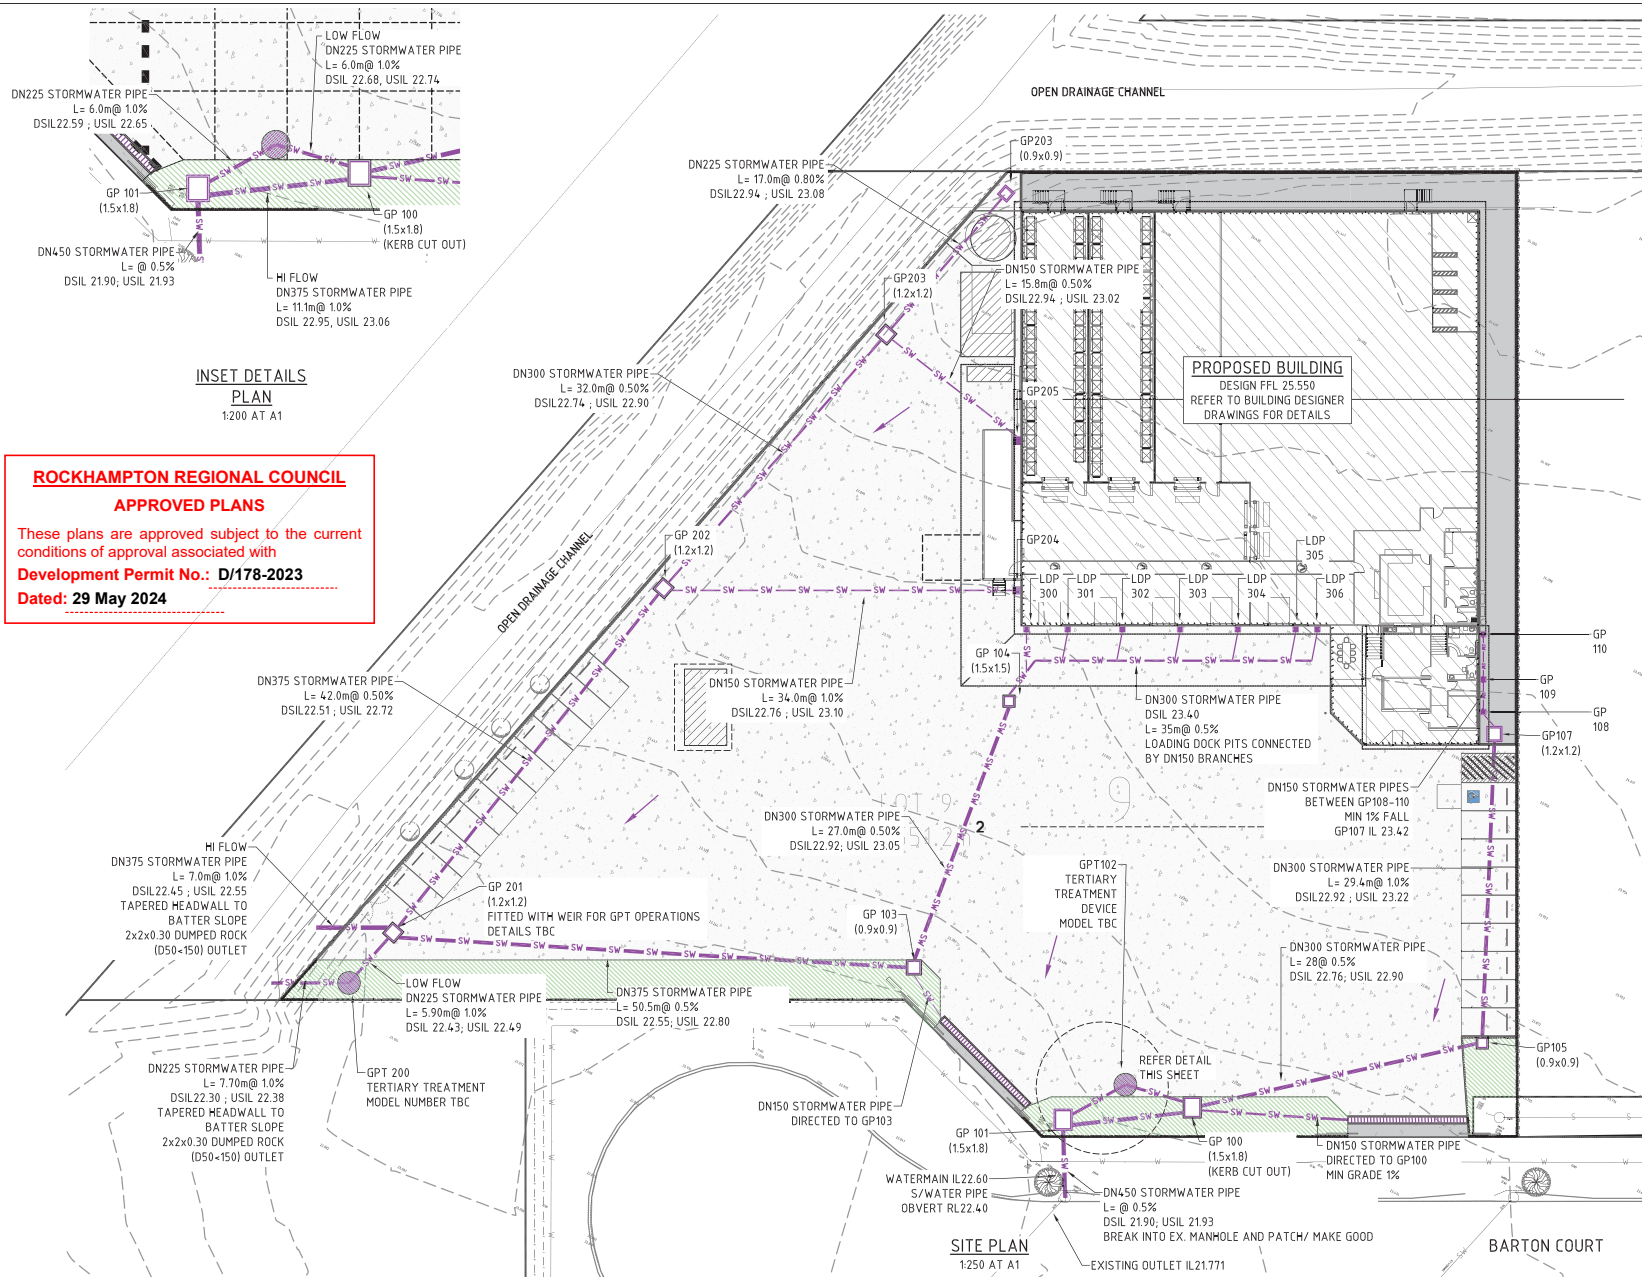 LOW FLOW
DN225 STORMWATER PIPE
L= 6.0m@ 1.0%
DSIL 22.68, USIL 22.74
DN225 STORMWATER PIPE
L= 6.0m@ 1.0%
DSIL22.59 ; USIL 22.65
GP 101
(1.5x1.8)
GP 100
(1.5x1.8)
(KERB CUT OUT)
DN450 STORMWATER PIPE
L= @ 0.5%
DSIL 21.90; USIL 21.93
HI FLOW
DN375 STORMWATER PIPE
L= 11.1m@ 1.0%
DSIL 22.95, USIL 23.06
INSET DETAILS
PLAN
1:200 AT A1
ROCKHAMPTON REGIONAL COUNCIL
APPROVED PLANS
These plans are approved subject to the current
conditions of approval associated with
Development Permit No.: D/178-2023
Dated: 29 May 2024
OPEN DRAINAGE CHANNEL
GP203
(0.9x0.9)
DN225 STORMWATER PIPE
L= 17.0m@ 0.80%
DSIL22.94 ; USIL 23.08
GP203
(1.2x1.2)
DN150 STORMWATER PIPE
L= 15.8m@ 0.50%
DSIL22.94 ; USIL 23.02
DN300 STORMWATER PIPE
L= 32.0m@ 0.50%
DSIL22.74 ; USIL 22.90
GP205
PROPOSED BUILDING
DESIGN FFL 25.550
REFER TO BUILDING DESIGNER
DRAWINGS FOR DETAILS
GP 202
(1.2x1.2)
OPEN DRAINAGE CHANNEL
GP204
LDP
305
LDP
300
LDP
301
LDP
302
LDP
303
LDP
304
LDP
306
GP
110
GP
109
GP
108
GP107
(1.2x1.2)
GP 104
(1.5x1.5)
DN375 STORMWATER PIPE
L= 42.0m@ 0.50%
DSIL22.51 ; USIL 22.72
DN150 STORMWATER PIPE
L= 34.0m@ 1.0%
DSIL22.76 ; USIL 23.10
DN300 STORMWATER PIPE
DSIL 23.40
L= 35m@ 0.5%
LOADING DOCK PITS CONNECTED
BY DN150 BRANCHES
DN150 STORMWATER PIPES
BETWEEN GP108-110
MIN 1% FALL
GP107 IL 23.42
LOT 9
9
2
DN300 STORMWATER PIPE
L= 27.0m@ 0.50%
DSIL22.92; USIL 23.05
HI FLOW
DN375 STORMWATER PIPE
L= 7.0m@ 1.0%
DSIL22.45 ; USIL 22.55
TAPERED HEADWALL TO
BATTER SLOPE
2x2x0.30 DUMPED ROCK
(D50<150) OUTLET
GPT102
TERTIARY
TREATMENT
DEVICE
MODEL TBC
DN300 STORMWATER PIPE
L= 29.4m@ 1.0%
DSIL22.92 ; USIL 23.22
GP 201
(1.2x1.2)
FITTED WITH WEIR FOR GPT OPERATIONS
DETAILS TBC
GP 103
(0.9x0.9)
DN300 STORMWATER PIPE
L= 28@ 0.5%
DSIL 22.76; USIL 22.90
LOW FLOW
DN225 STORMWATER PIPE
L= 5.90m@ 1.0%
DSIL 22.43; USIL 22.49
DN375 STORMWATER PIPE
L= 50.5m@ 0.5%
DSIL 22.55; USIL 22.80
GP105
(0.9x0.9)
REFER DETAIL
THIS SHEET
DN225 STORMWATER PIPE
L= 7.70m@ 1.0%
DSIL22.30 ; USIL 22.38
TAPERED HEADWALL TO
BATTER SLOPE
2x2x0.30 DUMPED ROCK
(D50<150) OUTLET
GPT 200
TERTIARY TREATMENT
MODEL NUMBER TBC
DN150 STORMWATER PIPE
DIRECTED TO GP103
GP 101
(1.5x1.8)
GP 100
(1.5x1.8)
(KERB CUT OUT)
DN150 STORMWATER PIPE
DIRECTED TO GP100
MIN GRADE 1%
WATERMAIN IL22.60
S/WATER PIPE
OBVERT RL22.40
DN450 STORMWATER PIPE
L= @ 0.5%
DSIL 21.90; USIL 21.93
BREAK INTO EX. MANHOLE AND PATCH/ MAKE GOOD
SITE PLAN
1:250 AT A1
EXISTING OUTLET IL21.771
BARTON COURT